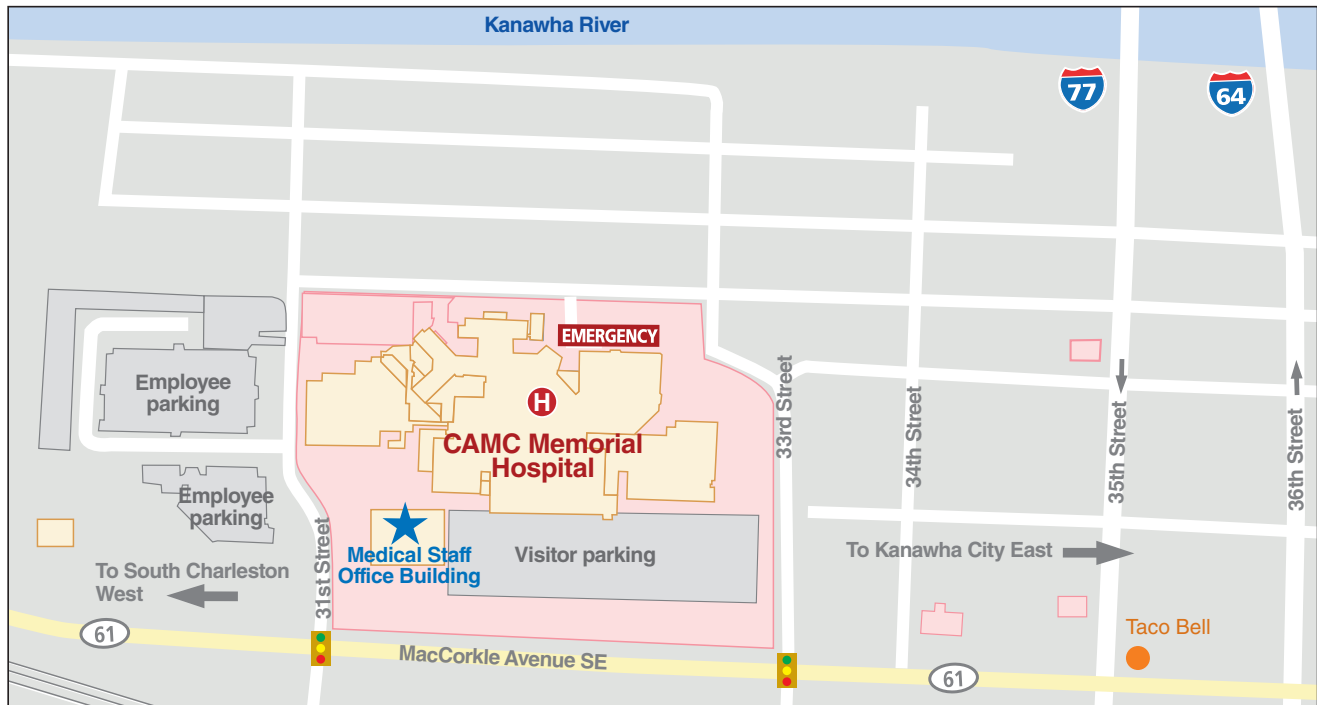 Kanawha River
77
64
EMERGENCY
Employee
parking
H
CAMC Memorial
Hospital
33rd Street
34th Street
35th Street
36th Street
Employee
parking
31st Street
Medical Staff
Office Building
Visitor parking
To Kanawha City East
To South Charleston
West
61
MacCorkle Avenue SE
61
Taco Bell